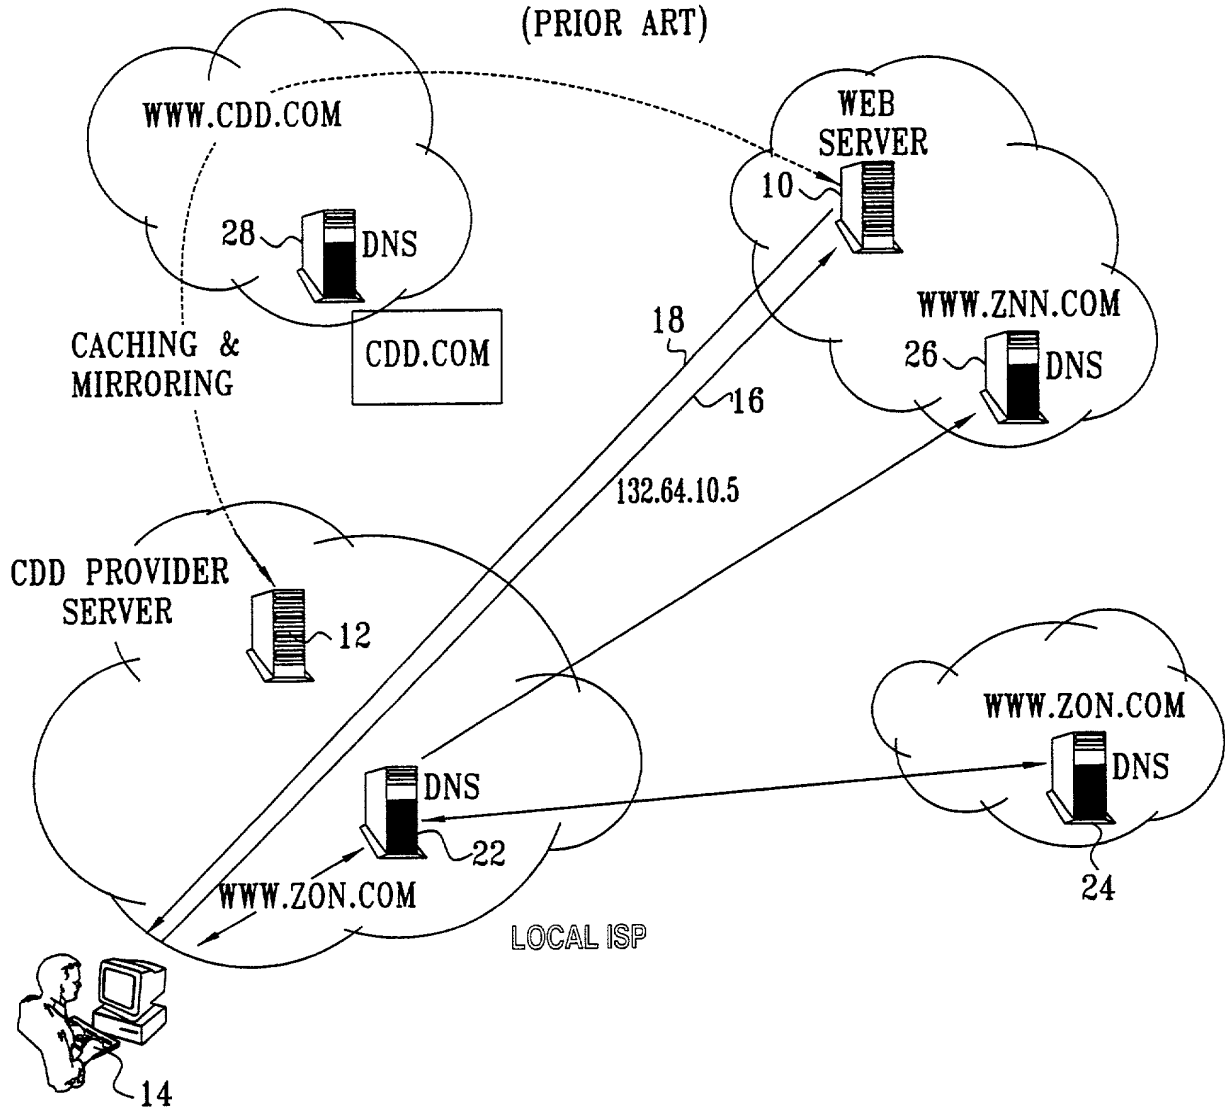 (PRIOR ART)
WWW.CDD.COM
WEB
SERVER
10
28
DNS
WWW.ZNN.COM
18
CACHING &
MIRRORING
CDD.COM
26
DNS
16
132.64.10.5
CDD PROVIDER
SERVER
12
WWW.ZON.COM
DNS
DNS
22
WWW.ZON.COM
24
LOCAL ISP
14